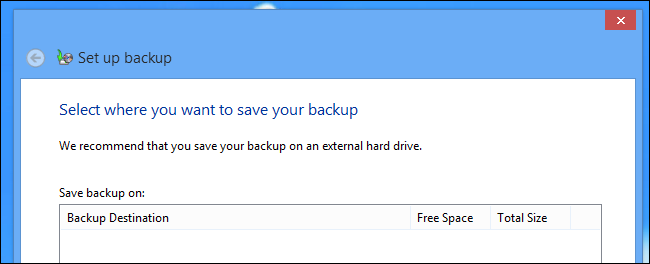 Set up backup
Select where you want to save your backup
We recommend that you save your backup on an external hard drive.
Save backup on:
Backup Destination Free Space Total Size